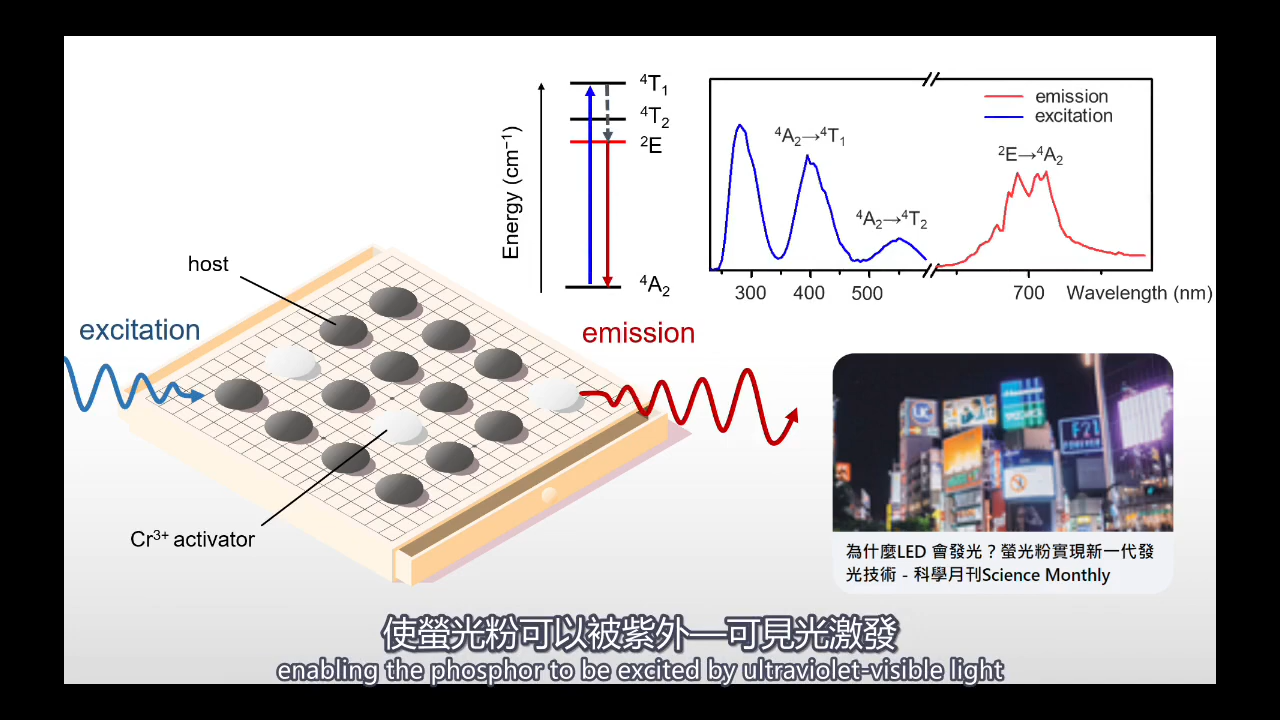 ⁴T₁
⁴T₂
²E
⁴A₂
Energy (cm⁻¹)
emission
excitation
⁴A₂→⁴T₁
⁴A₂→⁴T₂
²E→⁴A₂
300 400 500 700 Wavelength (nm)
host
excitation
emission
Cr³⁺ activator
F21
FOREVER 21
為什麼LED 會發光？螢光粉實現新一代發
光技術 - 科學月刊Science Monthly
使螢光粉可以被紫外—可見光激發
enabling the phosphor to be excited by ultraviolet-visible light